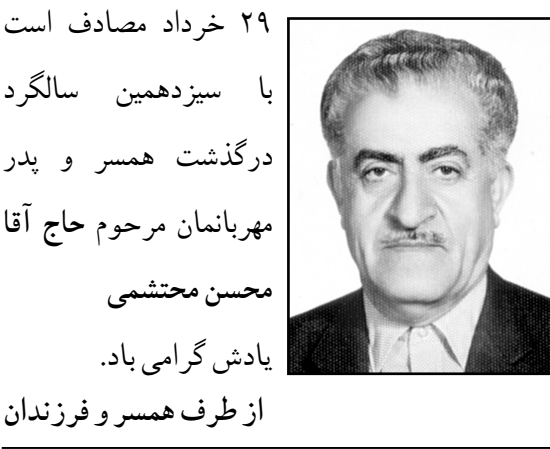 ۲۹ خرداد مصادف است
با سیزدهمین سالگرد
درگذشت همسر و پدر
مهربانمان مرحوم حاج آقا
محسن محتشمی
یادش گرامی باد.
از طرف همسر و فرزندان